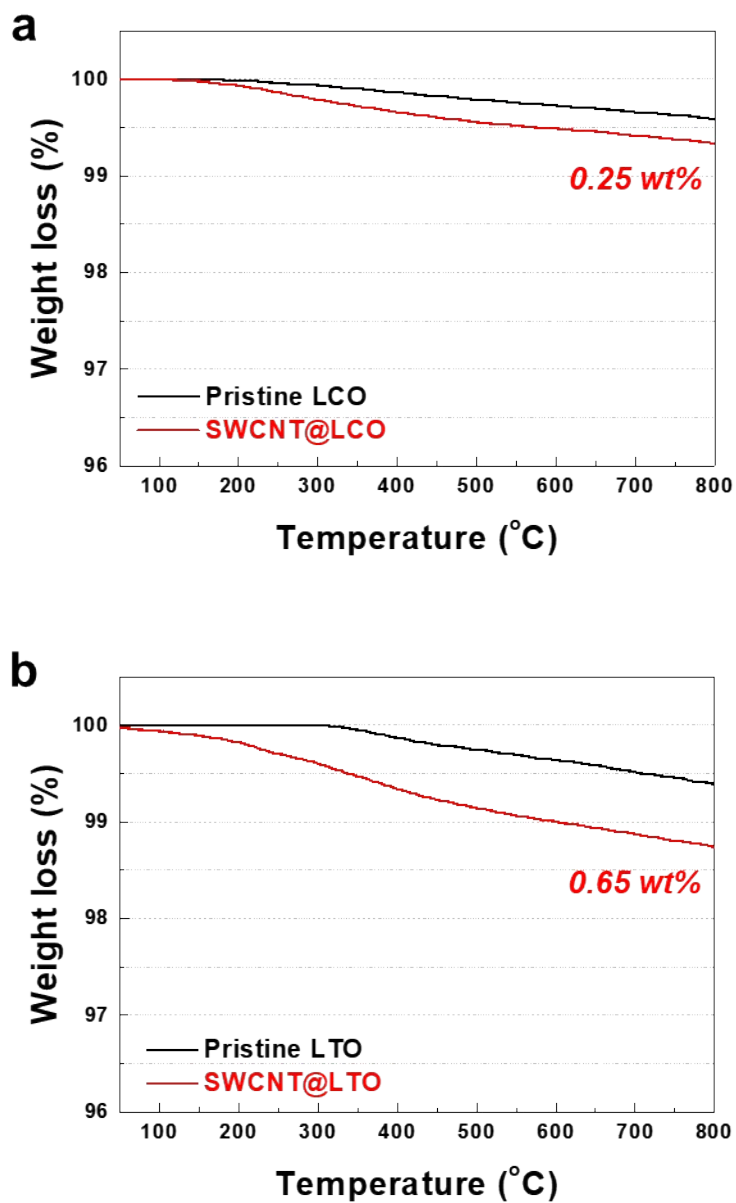 a
Weight loss (%)
100
99
98
97
96
0.25 wt%
Pristine LCO
SWCNT@LCO
100 200 300 400 500 600 700 800
Temperature (°C)
b
Weight loss (%)
100
99
98
97
96
0.65 wt%
Pristine LTO
SWCNT@LTO
100 200 300 400 500 600 700 800
Temperature (°C)